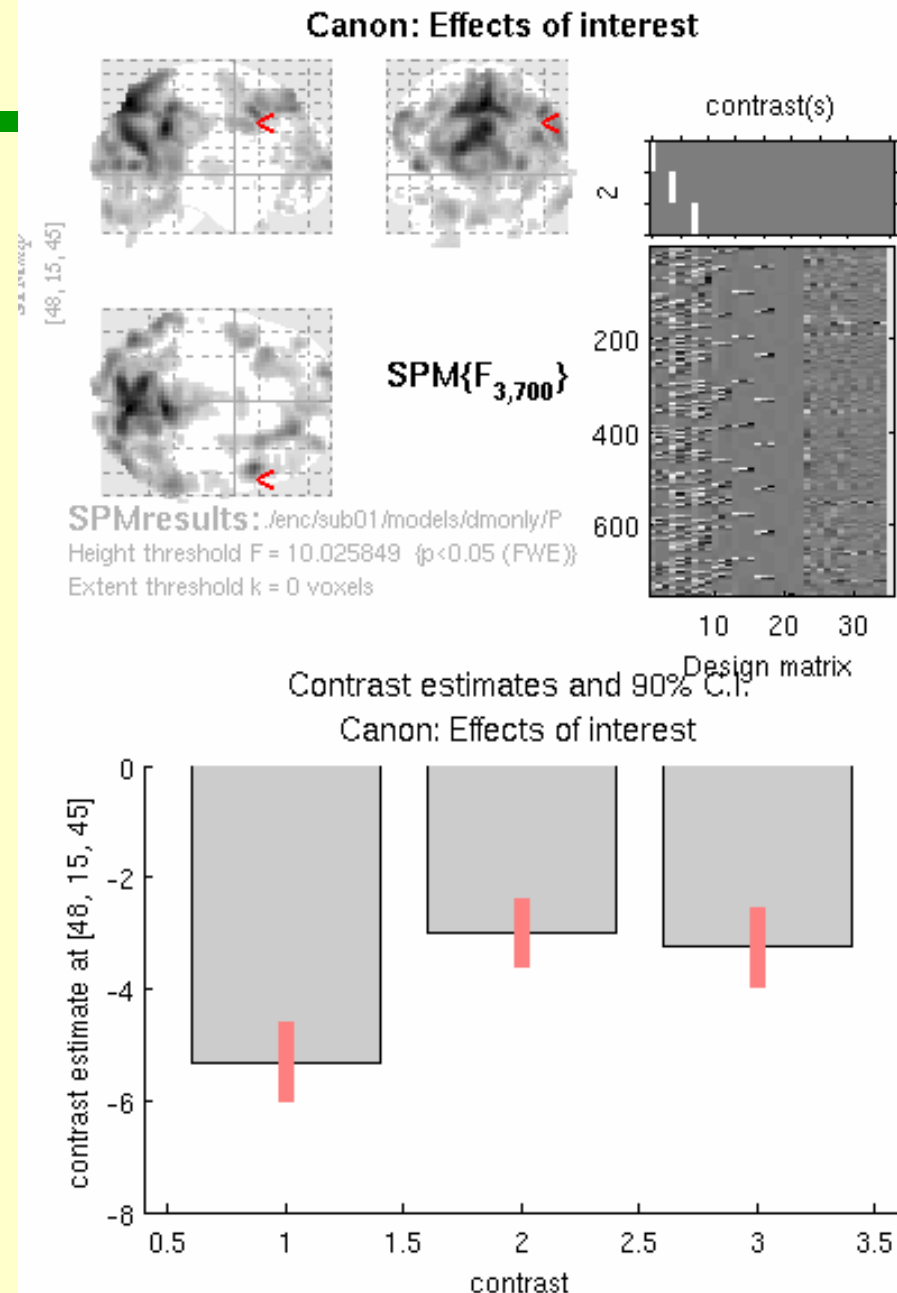 Canon: Effects of interest
contrast(s)
2
[48, 15, 45]
SPM{F3,700}
200
400
600
10 20 30
Design matrix
SPMresults: ./enc/sub01/models/dmonly/P
Height threshold F = 10.025849 {p<0.05 (FWE)}
Extent threshold k = 0 voxels
Contrast estimates and 90% C.I.
Canon: Effects of interest
contrast estimate at [48, 15, 45]
0
-2
-4
-6
-8
0.5 1 1.5 2 2.5 3 3.5
contrast